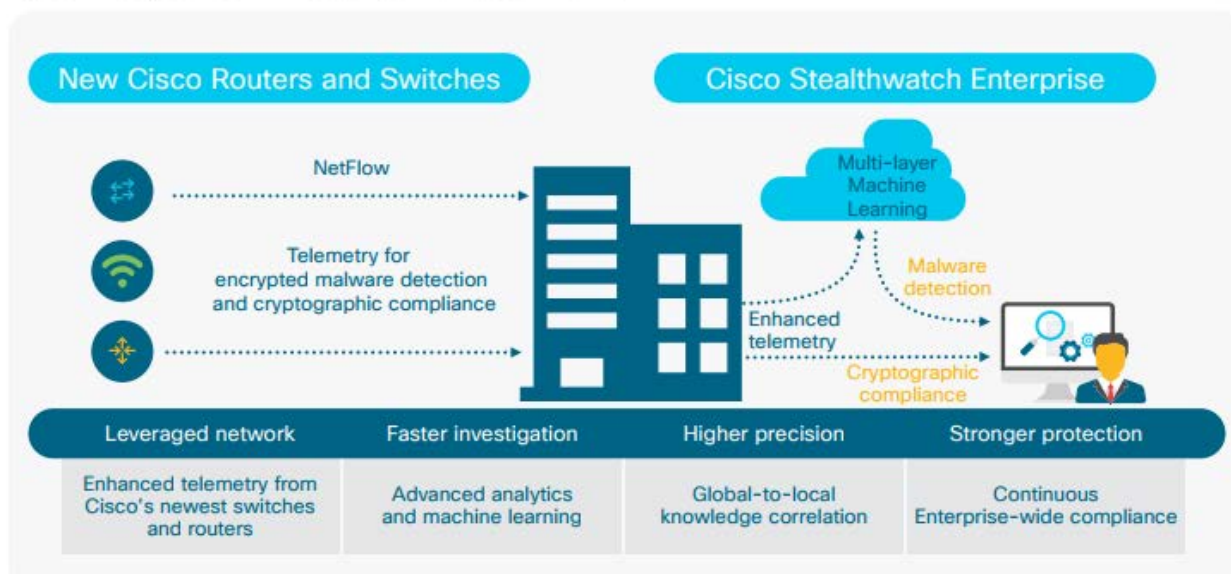 New Cisco Routers and Switches
Cisco Stealthwatch Enterprise
NetFlow
Telemetry for
encrypted malware detection
and cryptographic compliance
Multi-layer
Machine
Learning
Malware
detection
Enhanced
telemetry
Cryptographic
compliance
Leveraged network
Faster investigation
Higher precision
Stronger protection
Enhanced telemetry from
Cisco's newest switches
and routers
Advanced analytics
and machine learning
Global-to-local
knowledge correlation
Continuous
Enterprise-wide compliance